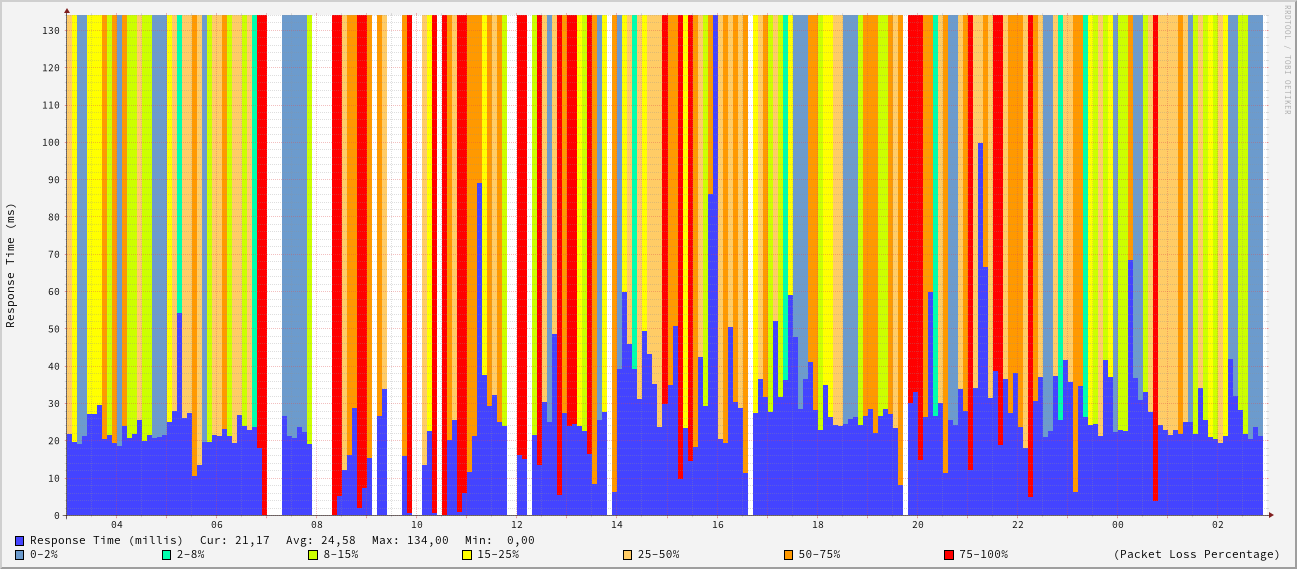 RRDTOOL / TOBI OETIKER
Response Time (ms)
130
120
110
100
90
80
70
60
50
40
30
20
10
0
04 06 08 10 12 14 16 18 20 22 00 02
Response Time (millis) Cur: 21,17 Avg: 24,58 Max: 134,00 Min: 0,00
0-2% 2-8% 8-15% 15-25% 25-50% 50-75% 75-100% (Packet Loss Percentage)